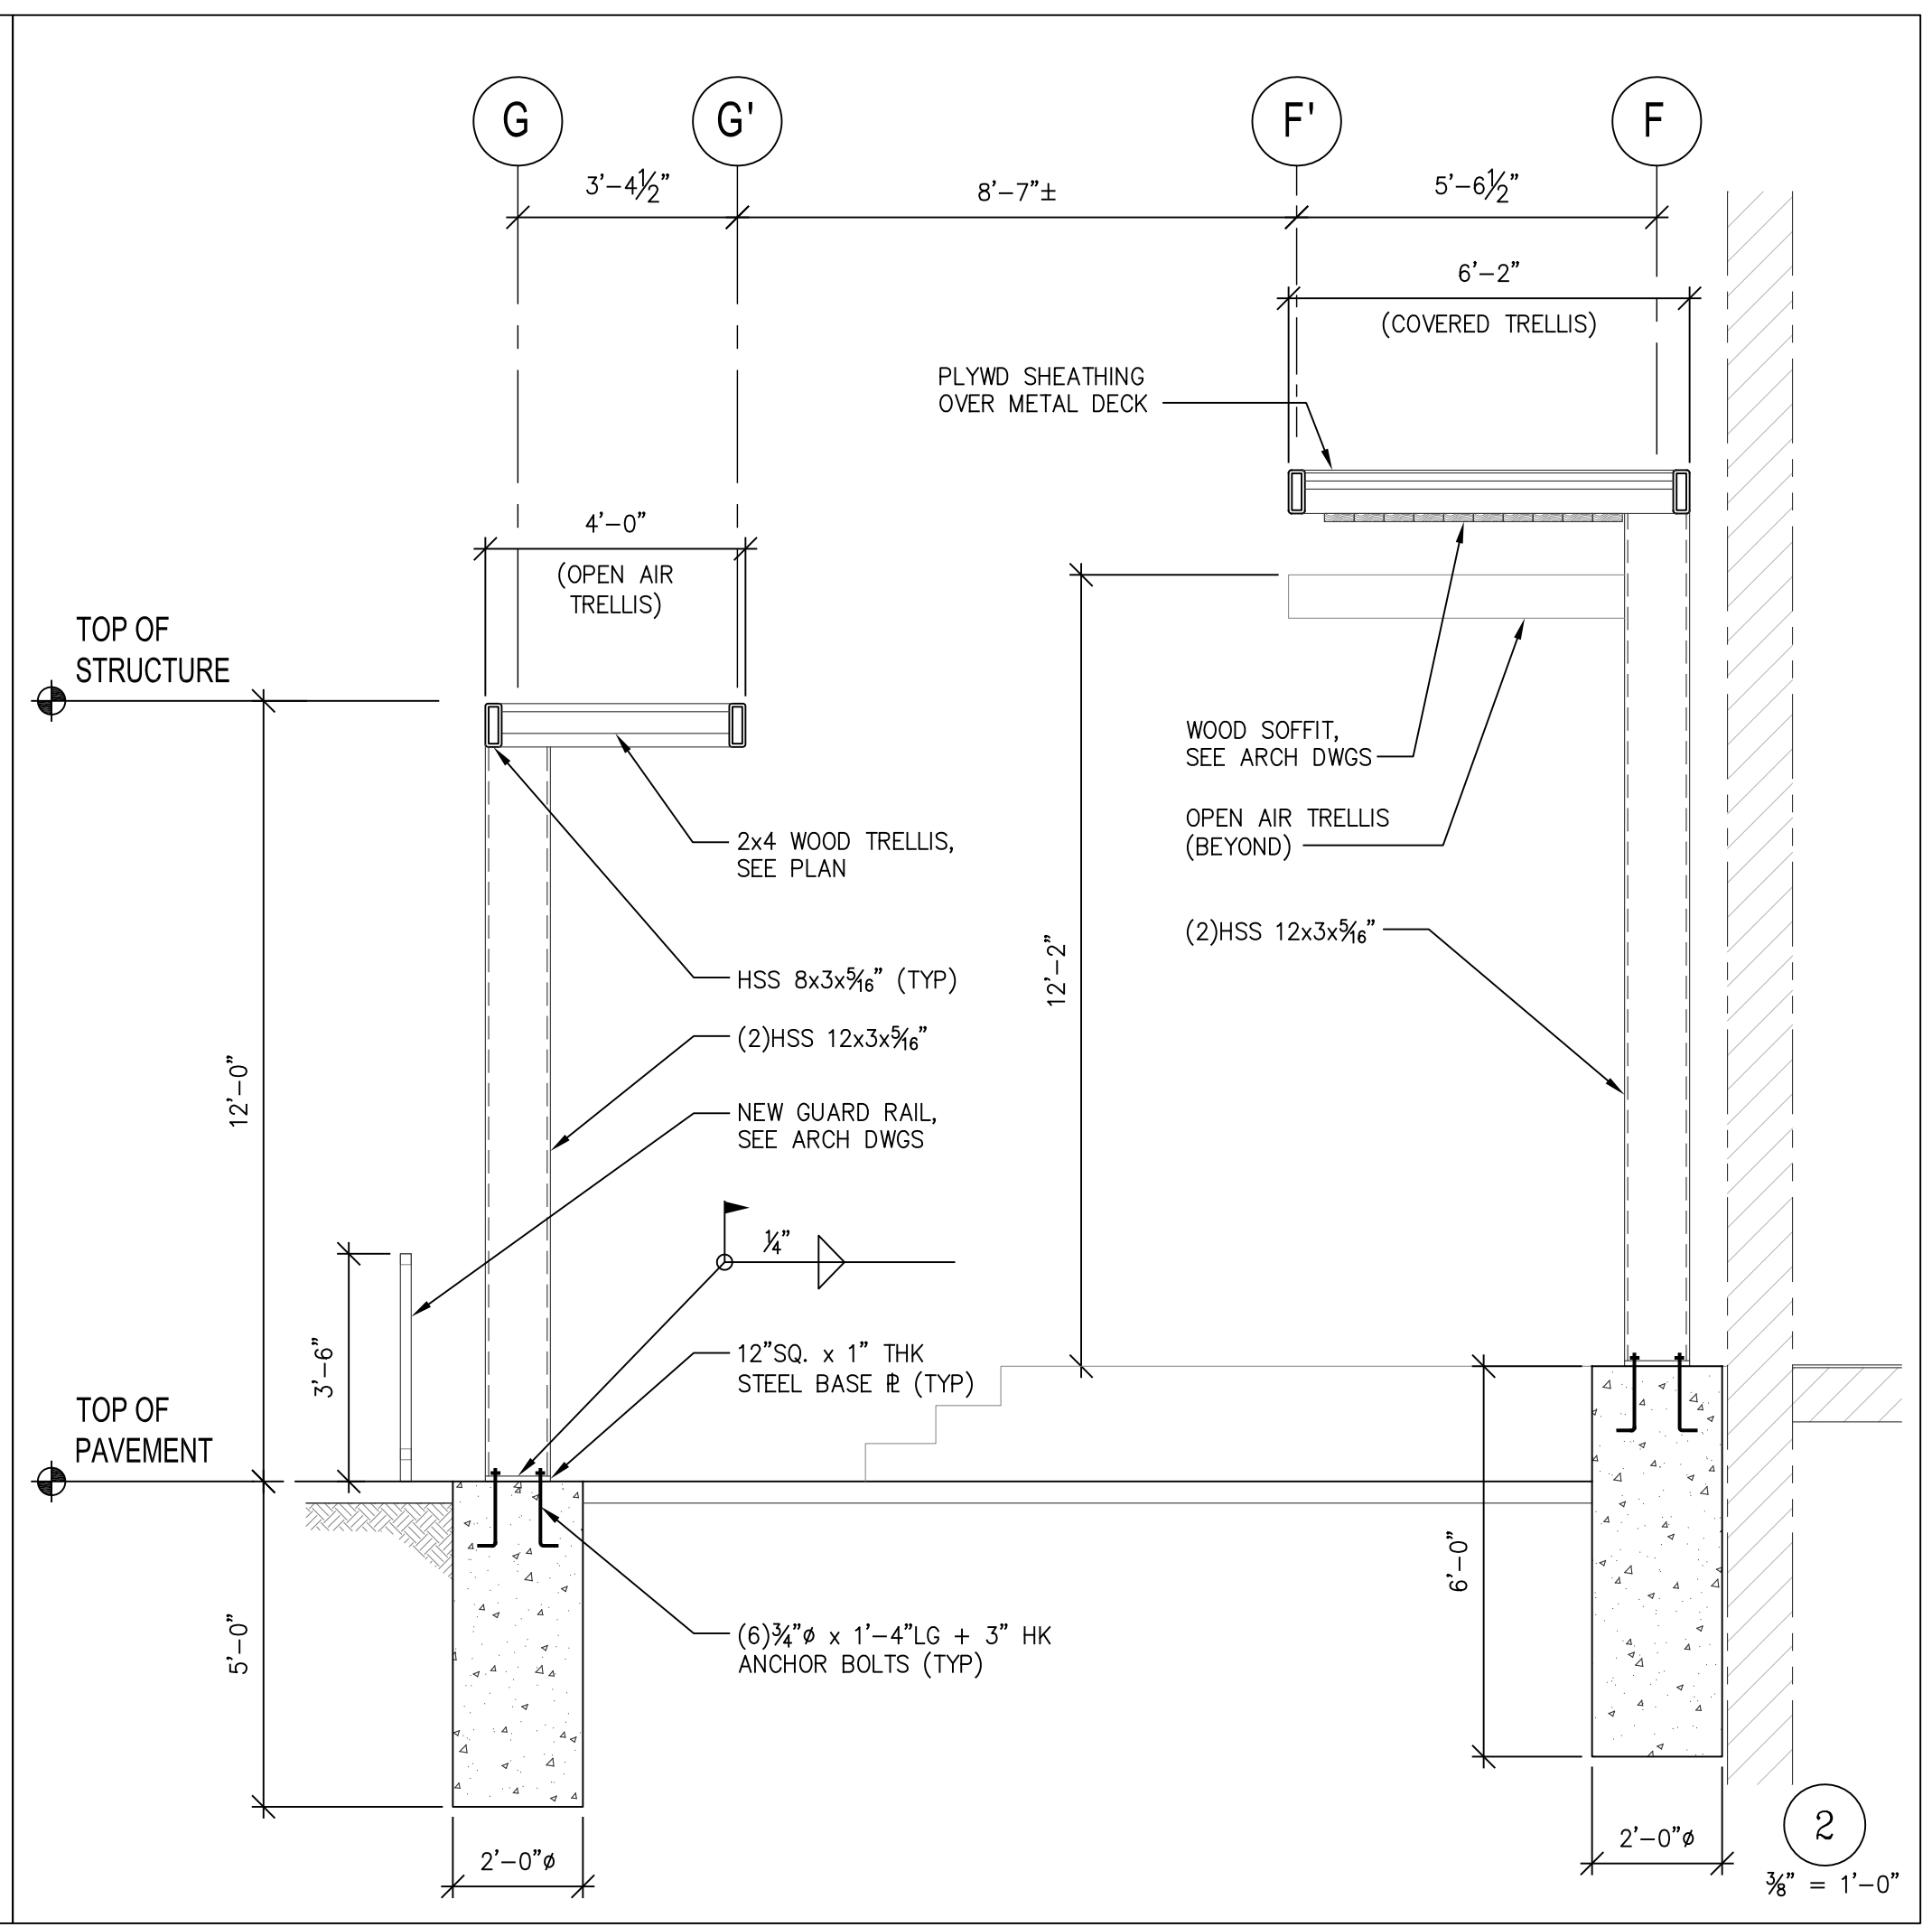 G
G'
F'
F
3'-4½"
8'-7"±
5'-6½"
6'-2"
(COVERED TRELLIS)
PLYWD SHEATHING
OVER METAL DECK
4'-0"
(OPEN AIR
TRELLIS)
TOP OF
STRUCTURE
WOOD SOFFIT,
SEE ARCH DWGS
OPEN AIR TRELLIS
(BEYOND)
2x4 WOOD TRELLIS,
SEE PLAN
(2)HSS 12x3x5⁄16"
HSS 8x3x5⁄16" (TYP)
(2)HSS 12x3x5⁄16"
12'-2"
12'-0"
NEW GUARD RAIL,
SEE ARCH DWGS
¼"
3'-6"
12"SQ. x 1" THK
STEEL BASE ℄ (TYP)
TOP OF
PAVEMENT
6'-0"
5'-0"
(6)¾"ø x 1'-4"LG + 3" HK
ANCHOR BOLTS (TYP)
2'-0"ø
2'-0"ø
2
⅜" = 1'-0"